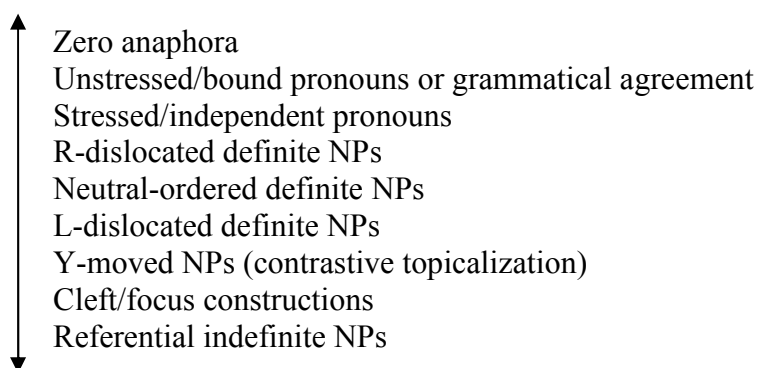 Zero anaphora
Unstressed/bound pronouns or grammatical agreement
Stressed/independent pronouns
R-dislocated definite NPs
Neutral-ordered definite NPs
L-dislocated definite NPs
Y-moved NPs (contrastive topicalization)
Cleft/focus constructions
Referential indefinite NPs